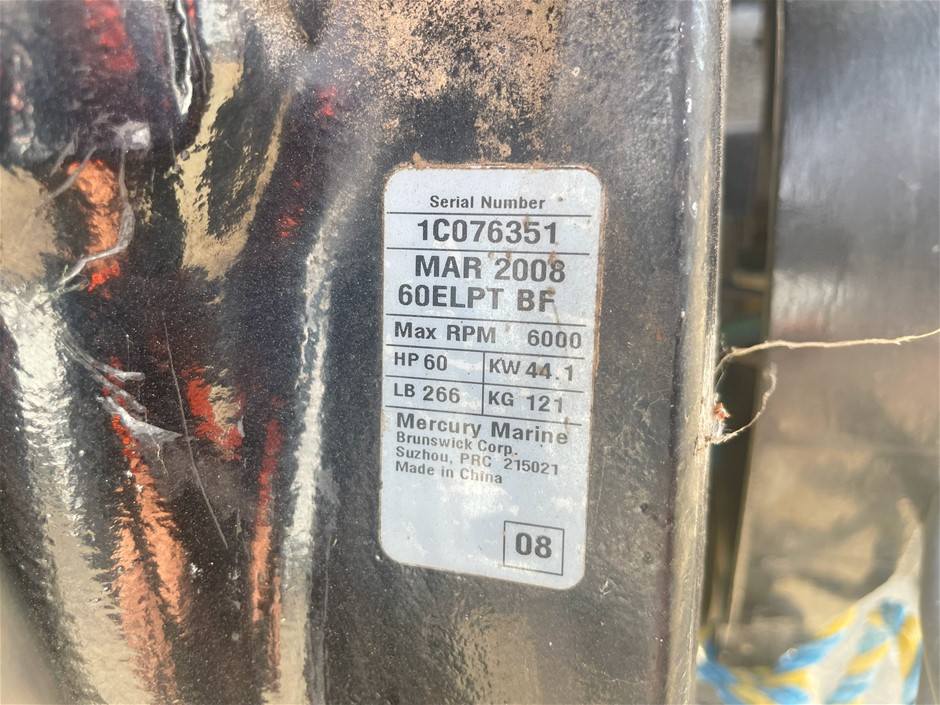 Serial Number
1C076351
MAR 2008
60ELPT BF
Max RPM 6000
HP 60 KW 44.1
LB 266 KG 121
Mercury Marine
Brunswick Corp.
Suzhou, PRC 215021
Made in China
08